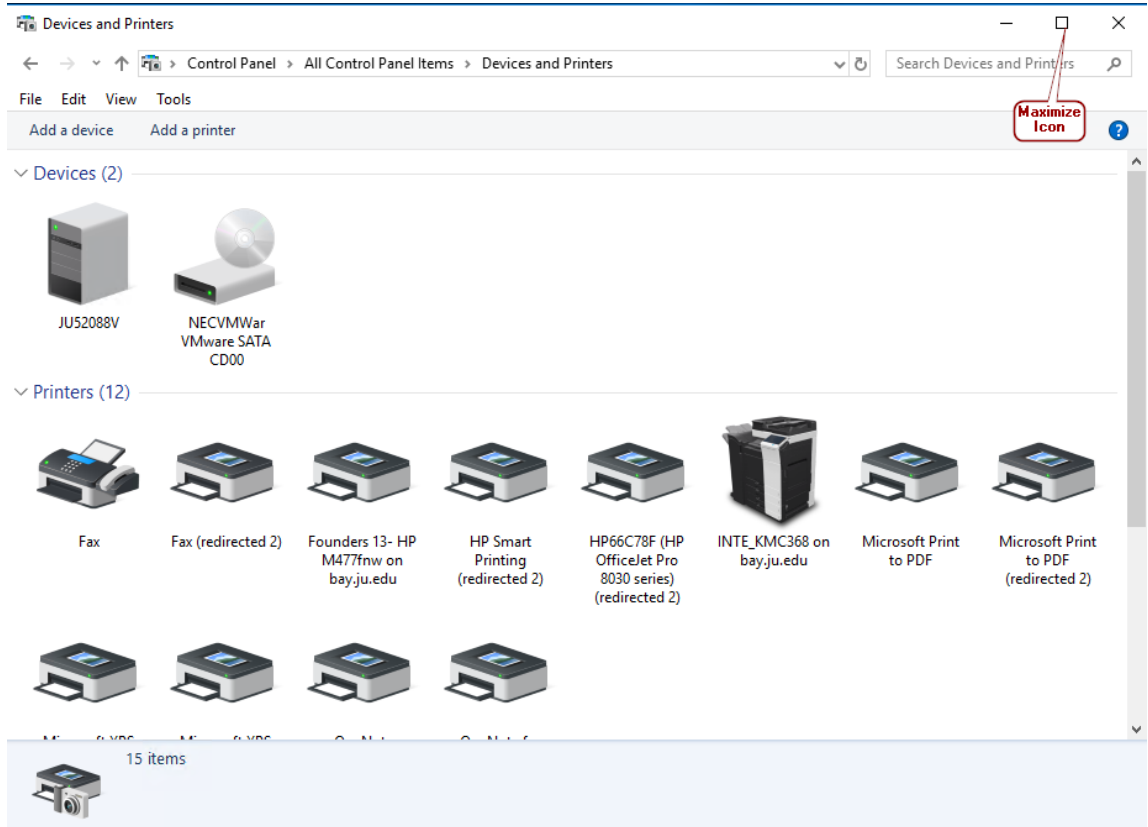 Devices and Printers
Control Panel > All Control Panel Items > Devices and Printers
Search Devices and Printers
File Edit View Tools
Maximize
Icon
Add a device Add a printer
?
Devices (2)
JU52088V
NECVMWar
VMware SATA
CD00
Printers (12)
Fax
Fax (redirected 2)
Founders 13- HP
M477fnw on
bay.ju.edu
HP Smart
Printing
(redirected 2)
HP66C78F (HP
OfficeJet Pro
8030 series)
(redirected 2)
INTE_KMC368 on
bay.ju.edu
Microsoft Print
to PDF
Microsoft Print
to PDF
(redirected 2)
15 items